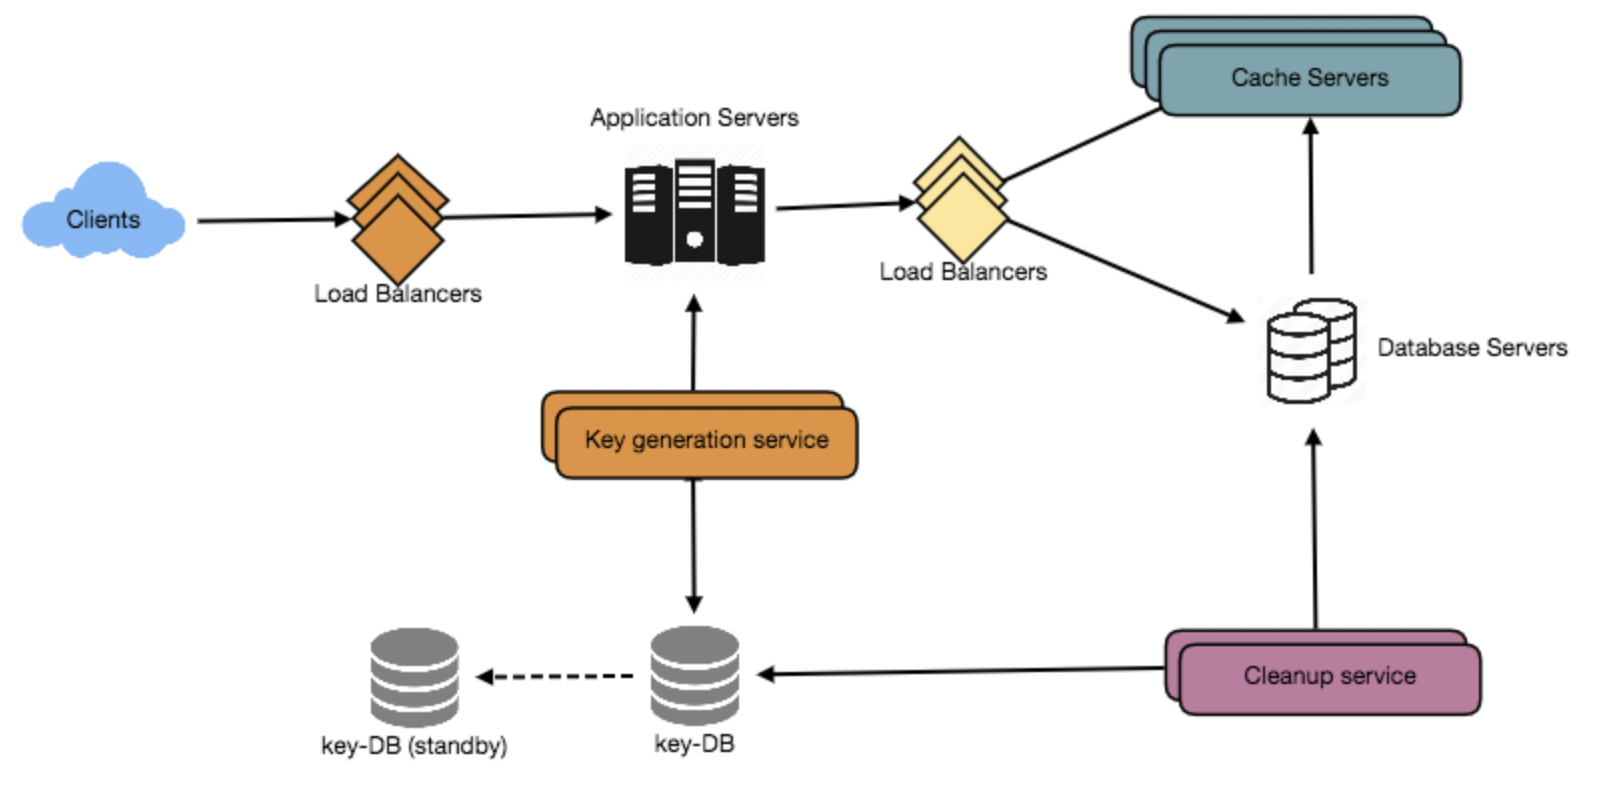 Cache Servers
Application Servers
Clients
Load Balancers
Load Balancers
Database Servers
Key generation service
Cleanup service
key-DB (standby)
key-DB